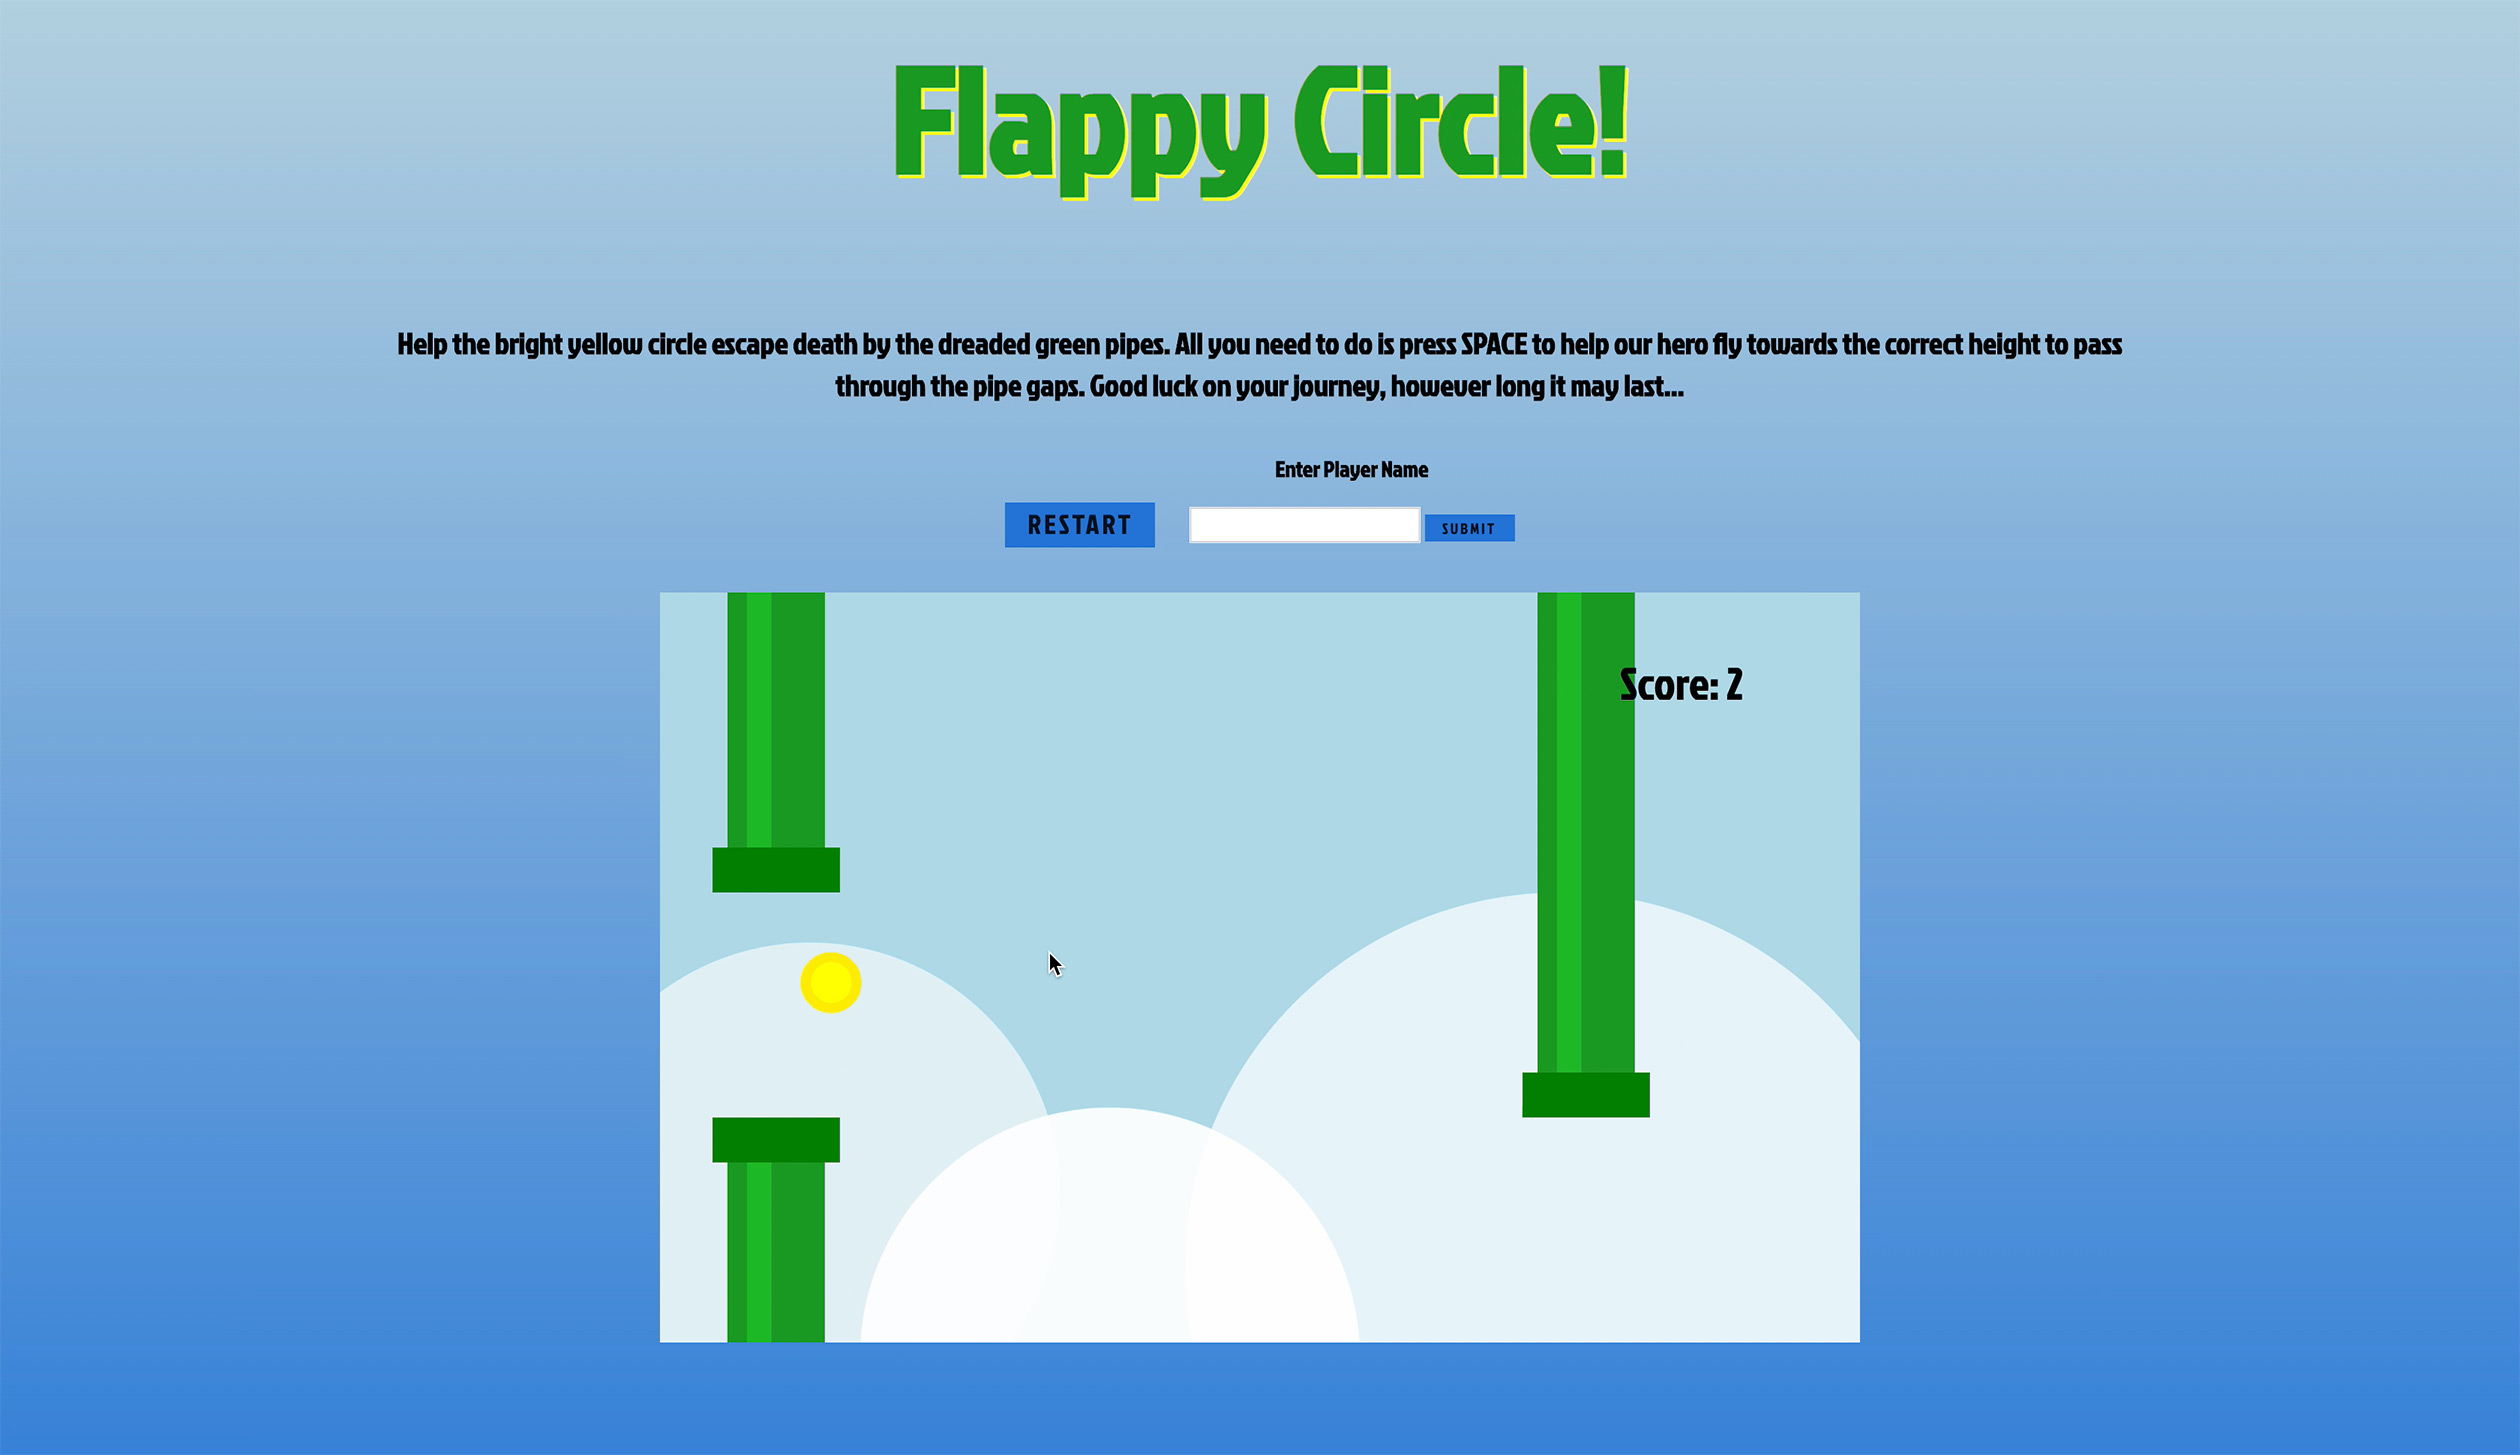 Flappy Circle!
Help the bright yellow circle escape death by the dreaded green pipes. All you need to do is press SPACE to help our hero fly towards the correct height to pass
through the pipe gaps. Good luck on your journey, however long it may last...
Enter Player Name
RESTART
SUBMIT
Score: 2